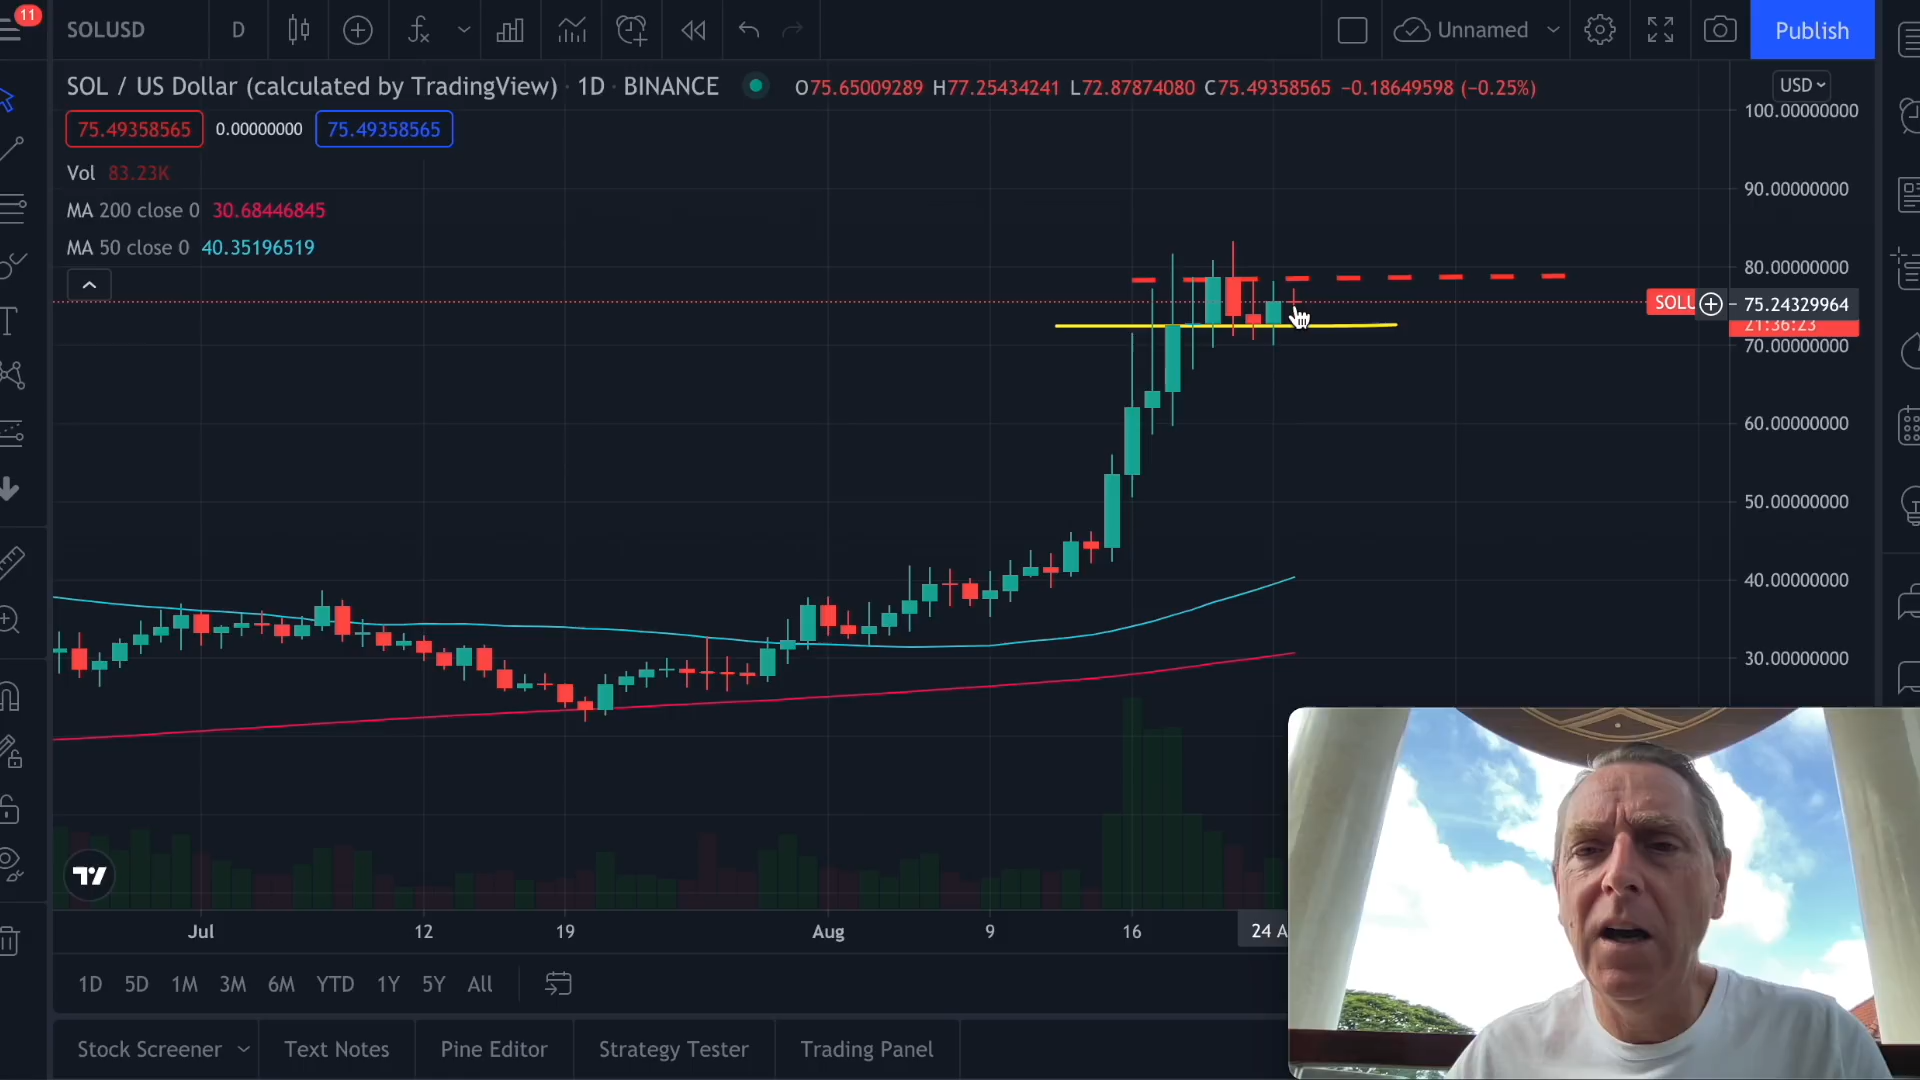 11
SOLUSD
D
Unnamed
Publish
SOL / US Dollar (calculated by TradingView) · 1D · BINANCE
O75.65009289 H77.25434241 L72.87874080 C75.49358565 −0.18649598 (−0.25%)
USD
75.49358565 0.00000000 75.49358565
Vol 83.23K
MA 200 close 0 30.68446845
MA 50 close 0 40.35196519
100.00000000
90.00000000
80.00000000
SOLU
75.24329964
21:36:23
70.00000000
60.00000000
50.00000000
40.00000000
30.00000000
Jul 12 19 Aug 9 16 24 A
1D 5D 1M 3M 6M YTD 1Y 5Y All
Stock Screener Text Notes Pine Editor Strategy Tester Trading Panel